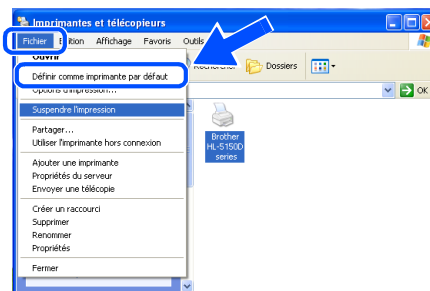 Imprimantes et télécopieurs
Fichier Edition Affichage Favoris Outils
Ouvrir
Rechercher Dossiers
Définir comme imprimante par défaut
Options d'impression...
OK
Suspendre l'impression
Partager...
Utiliser l'imprimante hors connexion
Ajouter une imprimante
Propriétés du serveur
Envoyer une télécopie
Créer un raccourci
Supprimer
Renommer
Propriétés
Fermer
Brother
HL-5150D
series